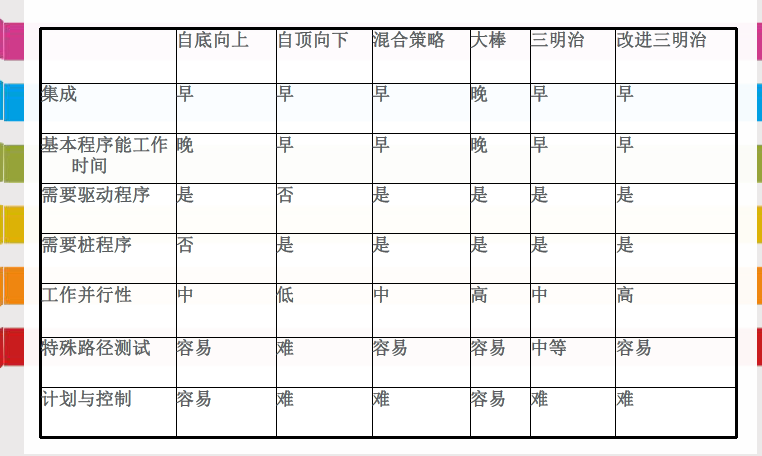 自底向上 自顶向下 混合策略 大棒 三明治 改进三明治
集成 早 早 早 晚 早 早
基本程序能工作 晚 早 早 晚 早 早
时间
需要驱动程序 是 否 是 是 是 是
需要桩程序 否 是 是 是 是 是
工作并行性 中 低 中 高 中 高
特殊路径测试 容易 难 容易 容易 中等 容易
计划与控制 容易 难 难 容易 难 难